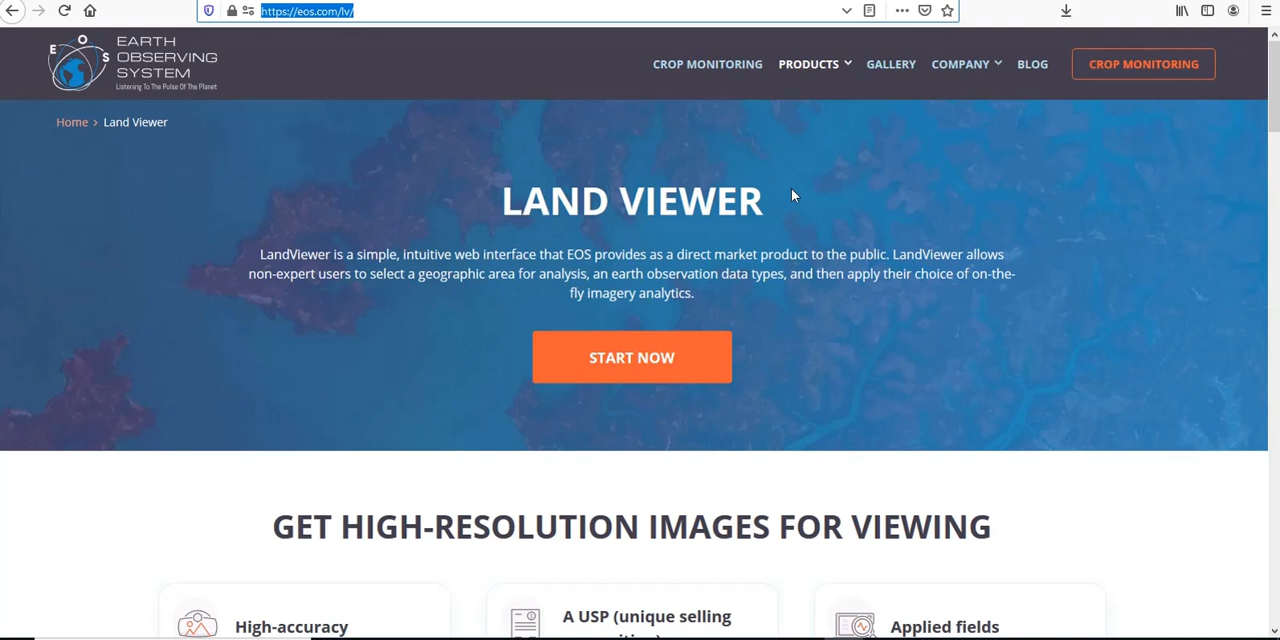 https://eos.com/lv/
E O S
EARTH
OBSERVING
SYSTEM
Listening To The Pulse Of The Planet
CROP MONITORING
PRODUCTS
GALLERY
COMPANY
BLOG
CROP MONITORING
Home > Land Viewer
LAND VIEWER
LandViewer is a simple, intuitive web interface that EOS provides as a direct market product to the public. LandViewer allows
non-expert users to select a geographic area for analysis, an earth observation data types, and then apply their choice of on-the-
fly imagery analytics.
START NOW
GET HIGH-RESOLUTION IMAGES FOR VIEWING
High-accuracy
A USP (unique selling
Applied fields